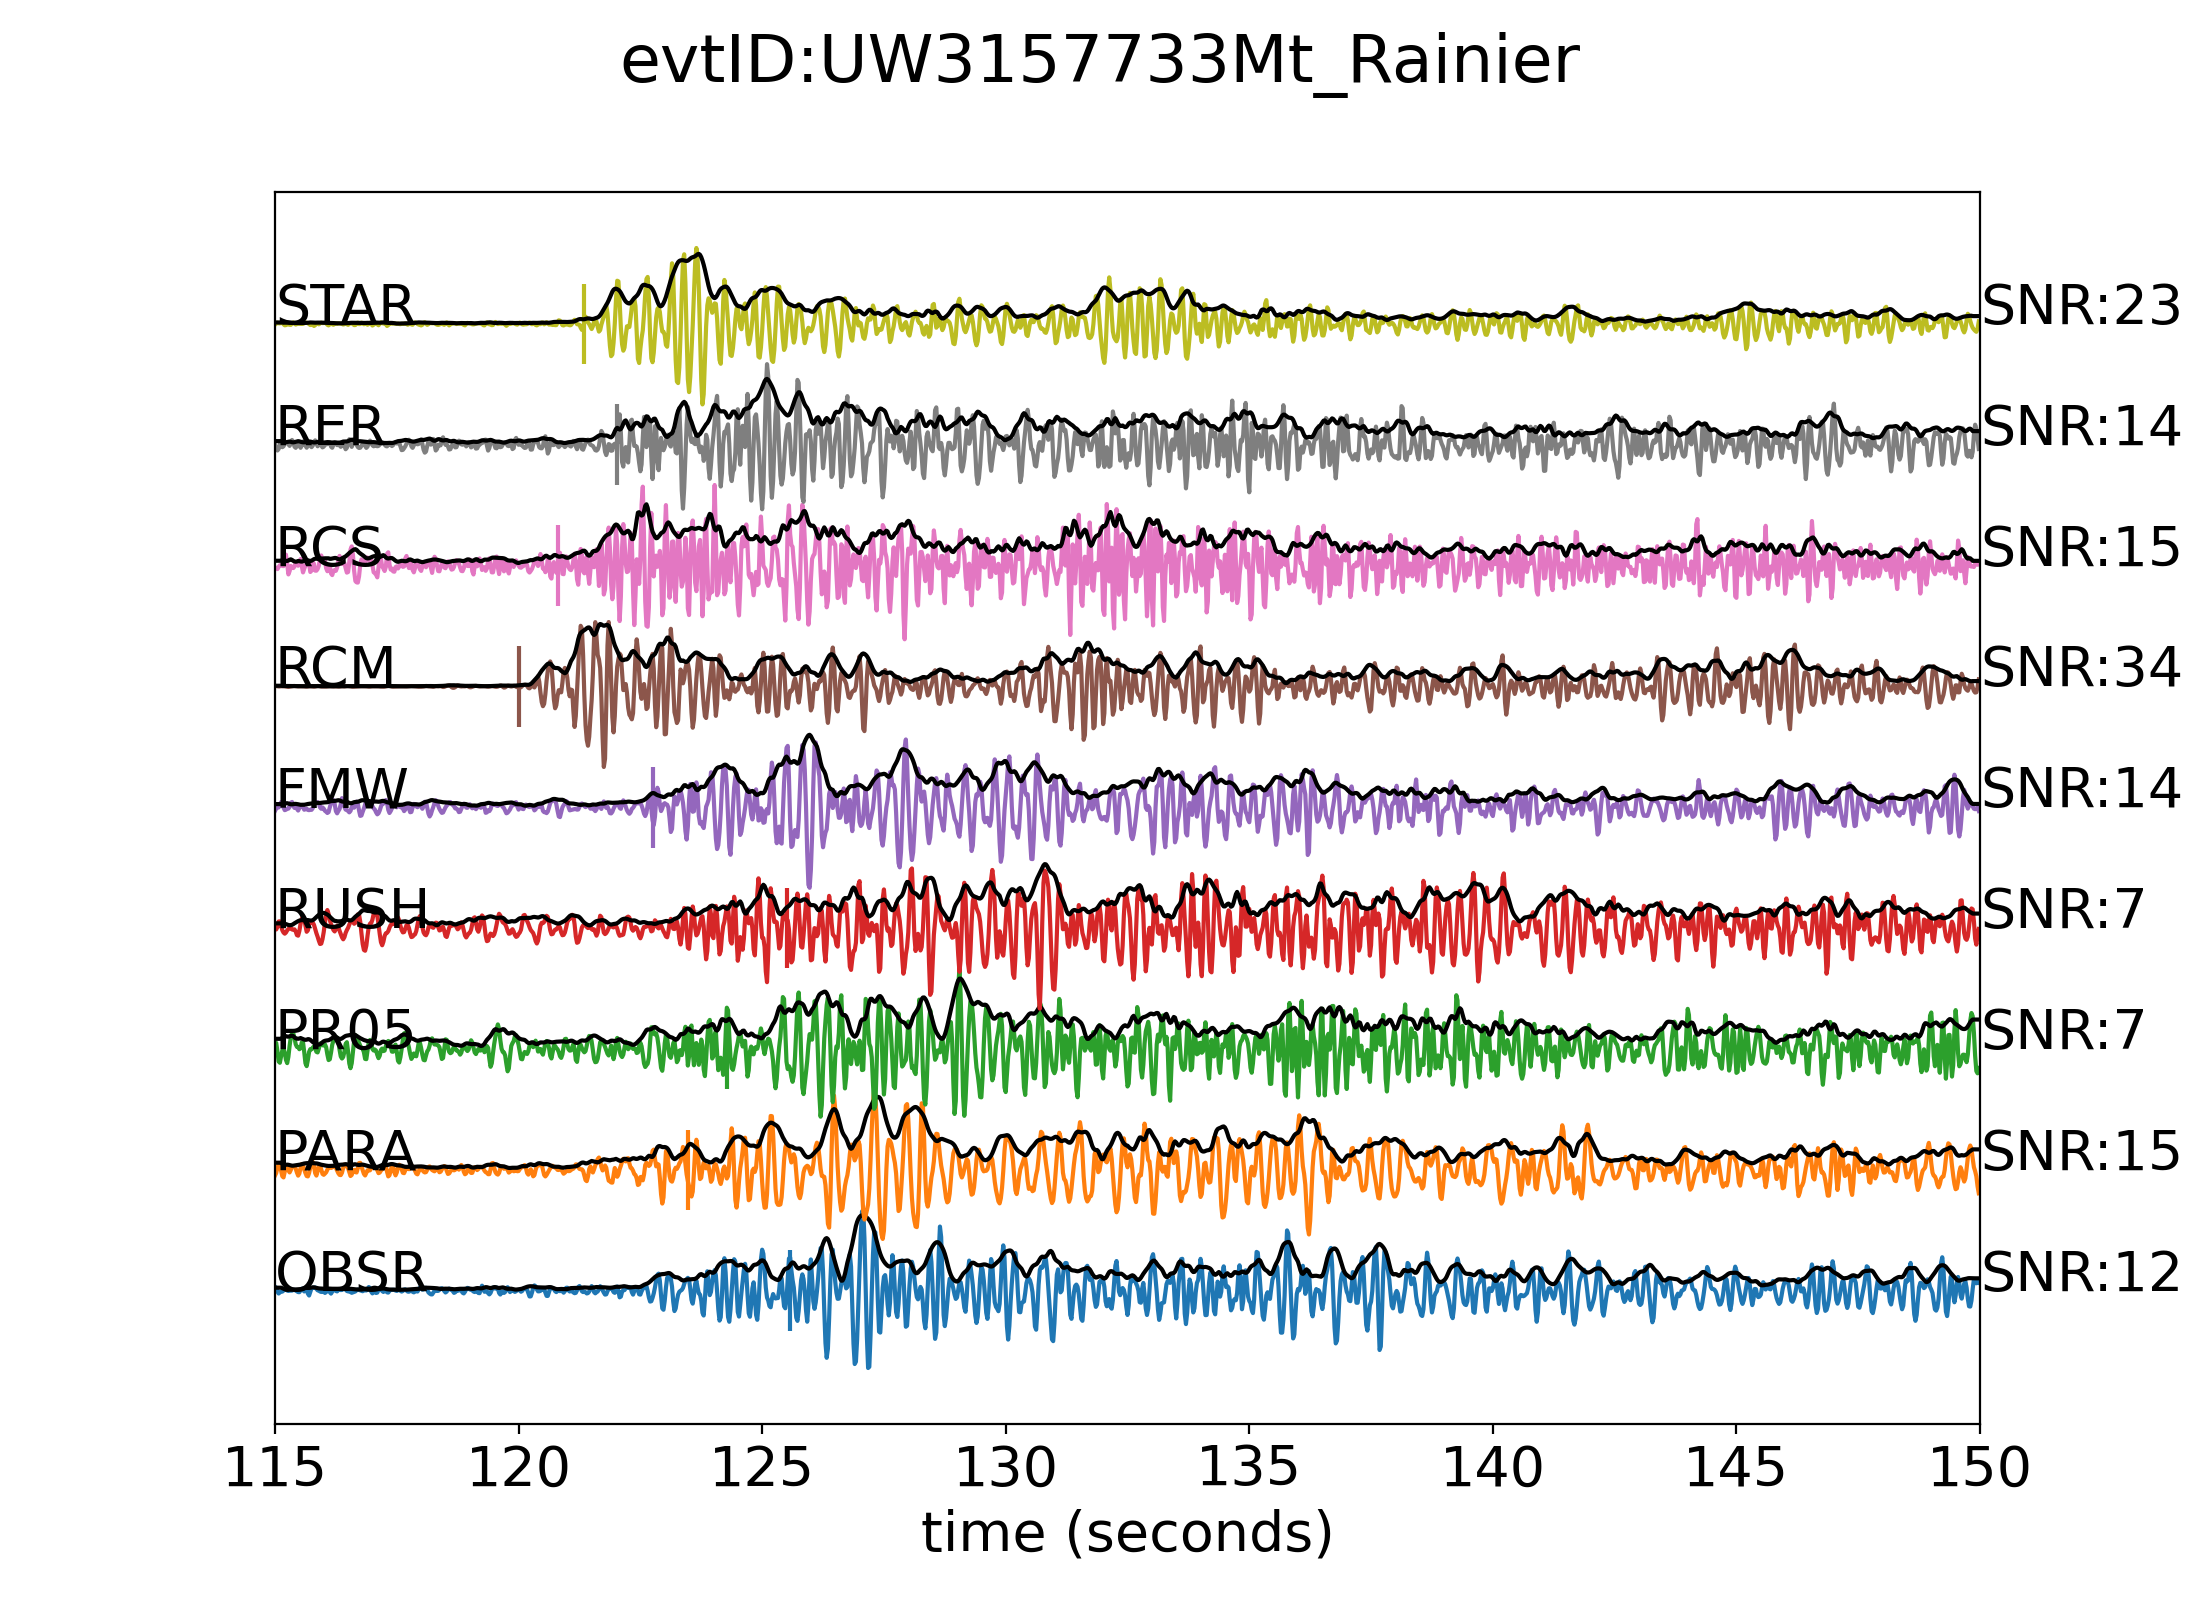 evtID:UW3157733Mt_Rainier
STAR SNR:23
RER SNR:14
RCS SNR:15
RCM SNR:34
FMW SNR:14
RUSH SNR:7
PR05 SNR:7
PARA SNR:15
OBSR SNR:12
115 120 125 130 135 140 145 150
time (seconds)